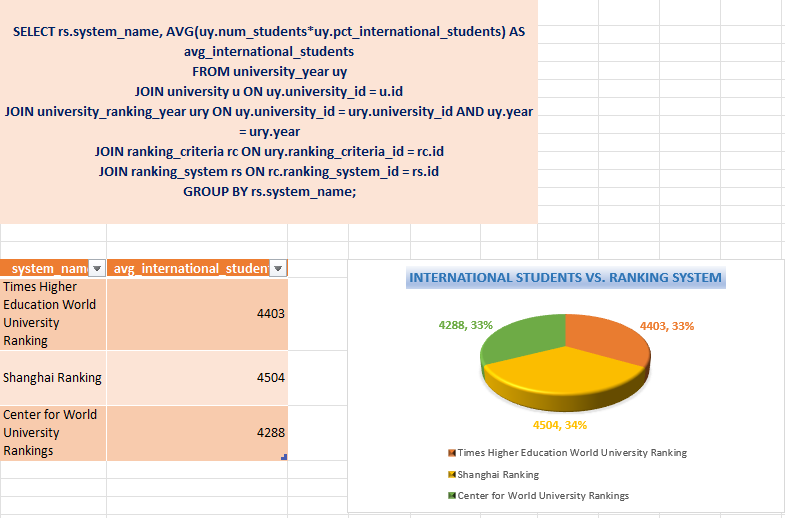 SELECT rs.system_name, AVG(uy.num_students*uy.pct_international_students) AS
avg_international_students
FROM university_year uy
JOIN university u ON uy.university_id = u.id
JOIN university_ranking_year ury ON uy.university_id = ury.university_id AND uy.year
= ury.year
JOIN ranking_criteria rc ON ury.ranking_criteria_id = rc.id
JOIN ranking_system rs ON rc.ranking_system_id = rs.id
GROUP BY rs.system_name;
system_nam avg_international_studen
Times Higher
Education World
University
Ranking
4403
Shanghai Ranking 4504
Center for World
University
Rankings
4288
INTERNATIONAL STUDENTS VS. RANKING SYSTEM
4288, 33%
4403, 33%
4504, 34%
Times Higher Education World University Ranking
Shanghai Ranking
Center for World University Rankings